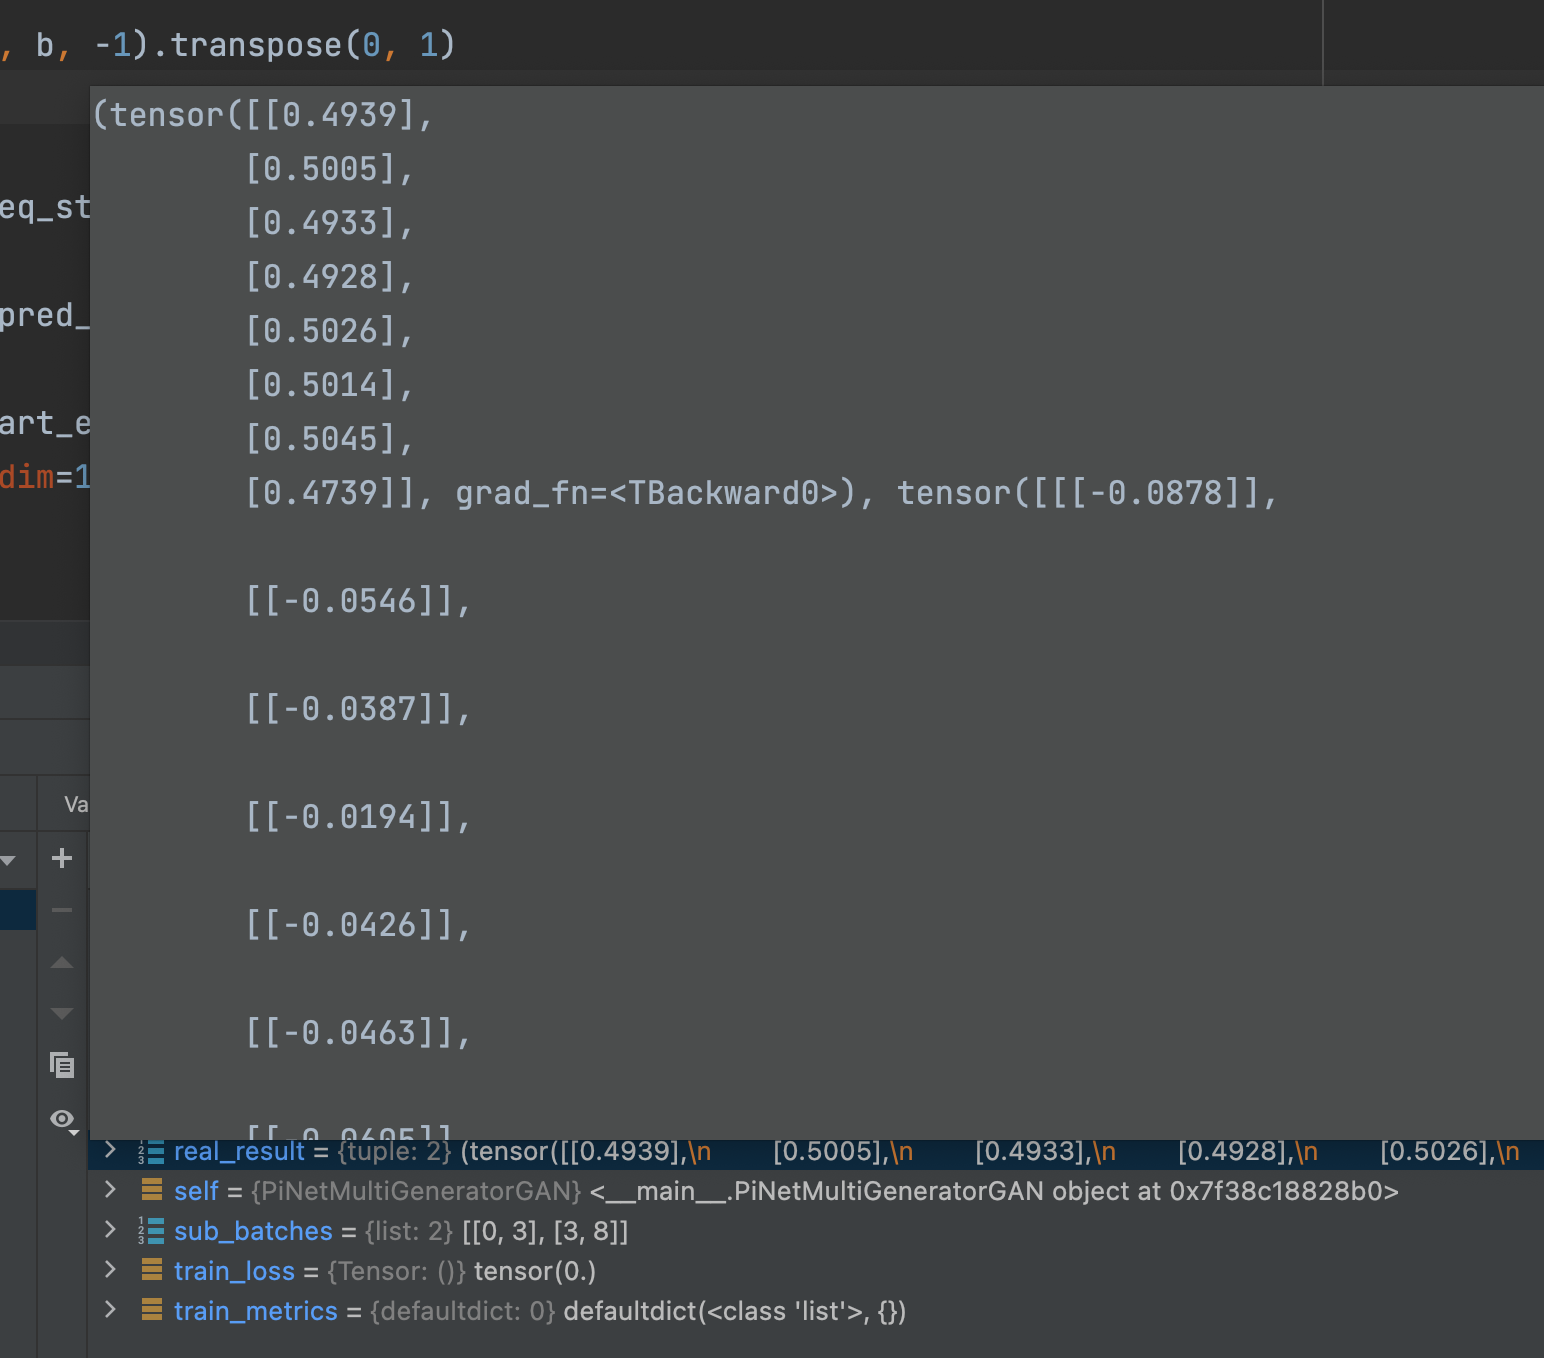 , b, -1).transpose(0, 1)
(tensor([[0.4939],
[0.5005],
eq_st
[0.4933],
[0.4928],
pred_
[0.5026],
[0.5014],
art_e
[0.5045],
dim=1
[0.4739]], grad_fn=<TBackward0>), tensor([[[-0.0878]],
[[-0.0546]],
[[-0.0387]],
[[-0.0194]],
Va
[[-0.0426]],
[[-0.0463]],
[[-0.0605]]
real_result = {tuple: 2} (tensor([[0.4939],\n [0.5005],\n [0.4933],\n [0.4928],\n [0.5026],\n
self = {PiNetMultiGeneratorGAN} <__main__.PiNetMultiGeneratorGAN object at 0x7f38c18828b0>
sub_batches = {list: 2} [[0, 3], [3, 8]]
train_loss = {Tensor: ()} tensor(0.)
train_metrics = {defaultdict: 0} defaultdict(<class 'list'>, {})